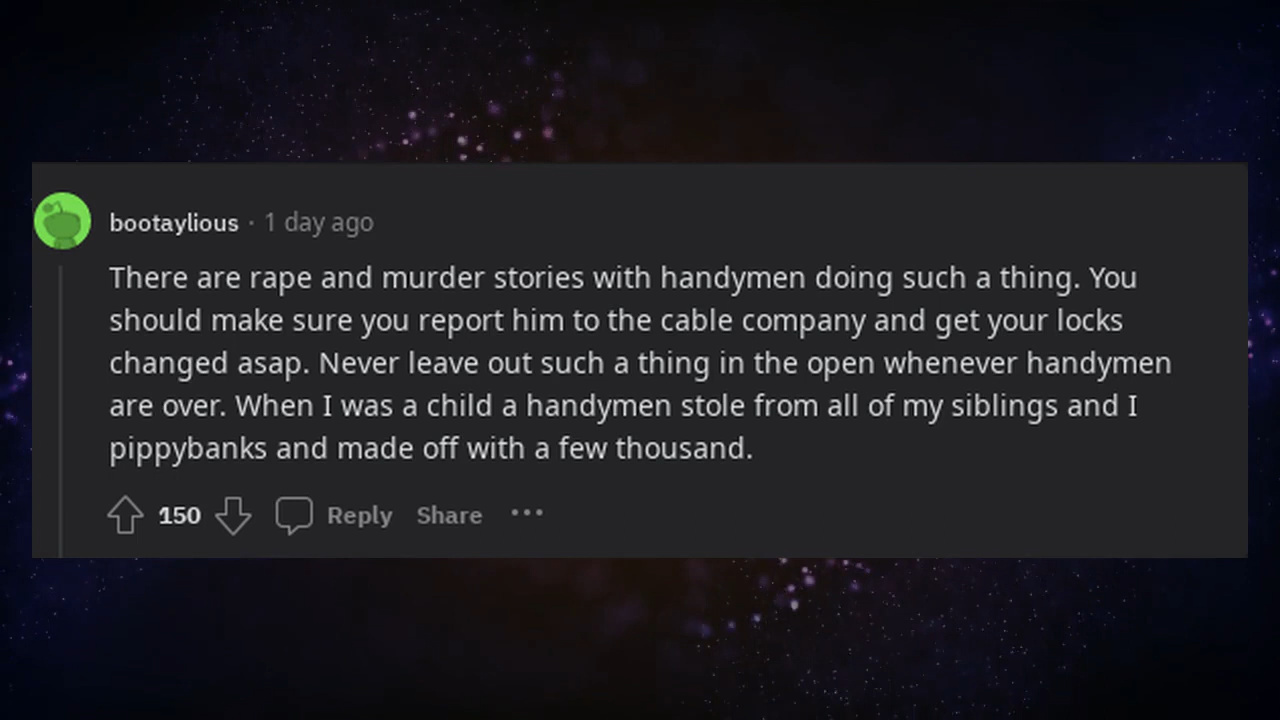 bootaylious · 1 day ago
There are rape and murder stories with handymen doing such a thing. You
should make sure you report him to the cable company and get your locks
changed asap. Never leave out such a thing in the open whenever handymen
are over. When I was a child a handymen stole from all of my siblings and I
pippybanks and made off with a few thousand.
150 Reply Share ···